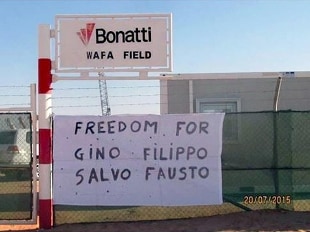 Bonatti
WAFA FIELD
FREEDOM FOR
GINO FILIPPO
SALVO FAUSTO
20/07/2015